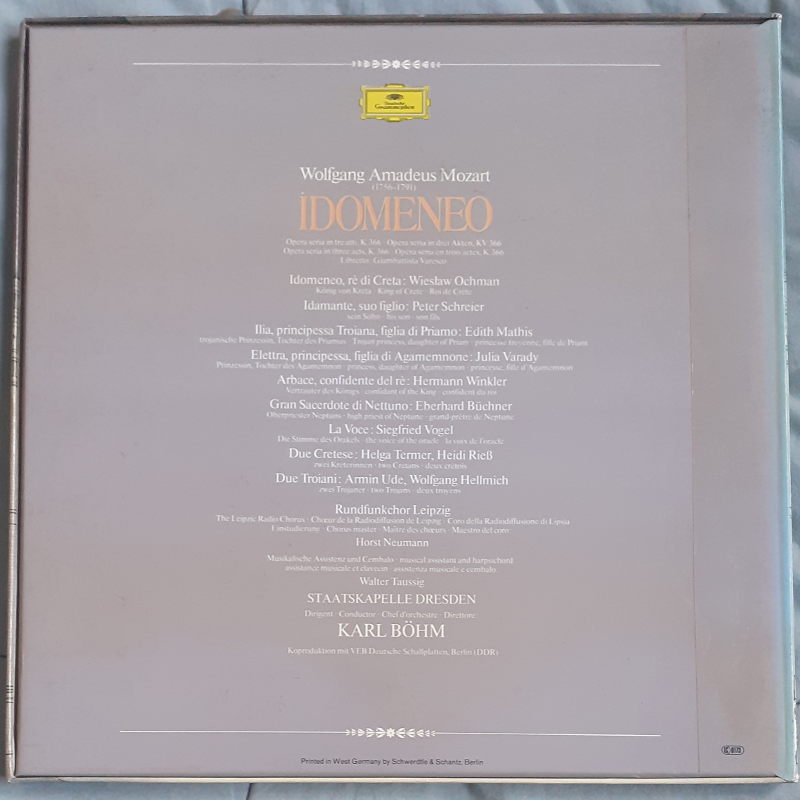 Deutsche
Grammophon
Wolfgang Amadeus Mozart
(1756-1791)
IDOMENEO
Opera seria in tre atti, K. 366 · Opera seria in drei Akten, KV 366
Opera seria in three acts, K. 366 · Opera seria en trois actes, K. 366
Libretto: Giambattista Varesco
Idomeneo, rè di Creta: Wiesław Ochman
König von Kreta · King of Crete · Roi de Crète
Idamante, suo figlio: Peter Schreier
sein Sohn · his son · son fils
Ilia, principessa Troiana, figlia di Priamo: Edith Mathis
trojanische Prinzessin, Tochter des Priamus · Trojan princess, daughter of Priam · princesse troyenne, fille de Priam
Elettra, principessa, figlia di Agamemnone: Julia Varady
Prinzessin, Tochter des Agamemnon · princess, daughter of Agamemnon · princesse, fille d'Agamemnon
Arbace, confidente del rè: Hermann Winkler
Vertrauter des Königs · confidant of the King · confident du roi
Gran Sacerdote di Nettuno: Eberhard Büchner
Oberpriester Neptuns · high priest of Neptune · grand-prêtre de Neptune
La Voce: Siegfried Vogel
Die Stimme des Orakels · the voice of the oracle · la voix de l'oracle
Due Cretese: Helga Termer, Heidi Rieß
zwei Kreterinnen · two Cretans · deux crétois
Due Troiani: Armin Ude, Wolfgang Hellmich
zwei Trojaner · two Trojans · deux troyens
Rundfunkchor Leipzig
The Leipzig Radio Chorus · Chœur de la Radiodiffusion de Leipzig · Coro della Radiodiffusione di Lipsia
Einstudierung · Chorus master · Maître des chœurs · Maestro del coro
Horst Neumann
Musikalische Assistenz und Cembalo · musical assistant and harpsichord
assistance musicale et clavecin · assistenza musicale e cembalo
Walter Taussig
STAATSKAPELLE DRESDEN
Dirigent · Conductor · Chef d'orchestre · Direttore
KARL BÖHM
Koproduktion mit VEB Deutsche Schallplatten, Berlin (DDR)
Printed in West Germany by Schwerdtle & Schantz, Berlin